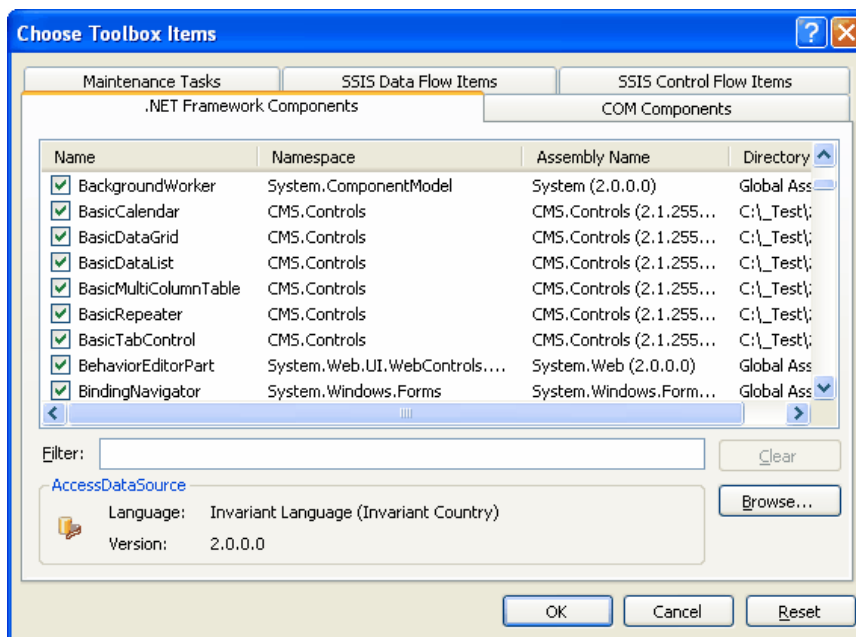 Choose Toolbox Items
Maintenance Tasks SSIS Data Flow Items SSIS Control Flow Items
.NET Framework Components COM Components
Name Namespace Assembly Name Directory
BackgroundWorker System.ComponentModel System (2.0.0.0) Global Ass
BasicCalendar CMS.Controls CMS.Controls (2.1.255... C:\_Test\
BasicDataGrid CMS.Controls CMS.Controls (2.1.255... C:\_Test\
BasicDataList CMS.Controls CMS.Controls (2.1.255... C:\_Test\
BasicMultiColumnTable CMS.Controls CMS.Controls (2.1.255... C:\_Test\
BasicRepeater CMS.Controls CMS.Controls (2.1.255... C:\_Test\
BasicTabControl CMS.Controls CMS.Controls (2.1.255... C:\_Test\
BehaviorEditorPart System.Web.UI.WebControls.... System.Web (2.0.0.0) Global Ass
BindingNavigator System.Windows.Forms System.Windows.Form... Global Ass
Filter: Clear
AccessDataSource
Browse...
Language: Invariant Language (Invariant Country)
Version: 2.0.0.0
OK Cancel Reset